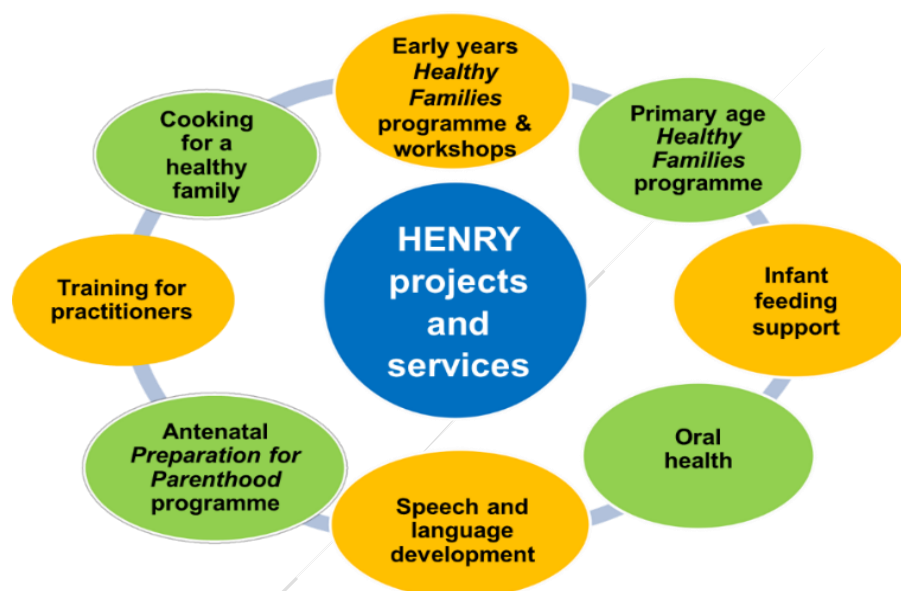 Early years
Healthy
Families
programme &
workshops
Primary age
Healthy
Families
programme
Infant
feeding
support
Oral
health
Speech and
language
development
Antenatal
Preparation for
Parenthood
programme
Training for
practitioners
Cooking
for a
healthy
family
HENRY
projects
and
services